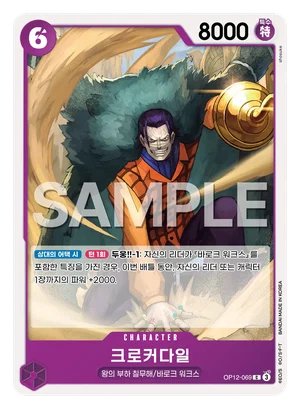 6
8000
특수
特
SAMPLE
상대의 어택 시 턴 1회 두웅!!-1: 자신의 리더가 「바로크 워크스」를
포함한 특징을 가진 경우, 이번 배틀 동안, 자신의 리더 또는 캐릭터
1장까지의 파워 +2000.
CHARACTER
크로커다일
왕의 부하 칠무해/바로크 워크스
OP12-069 R
3
BANDAI MADE IN KOREA